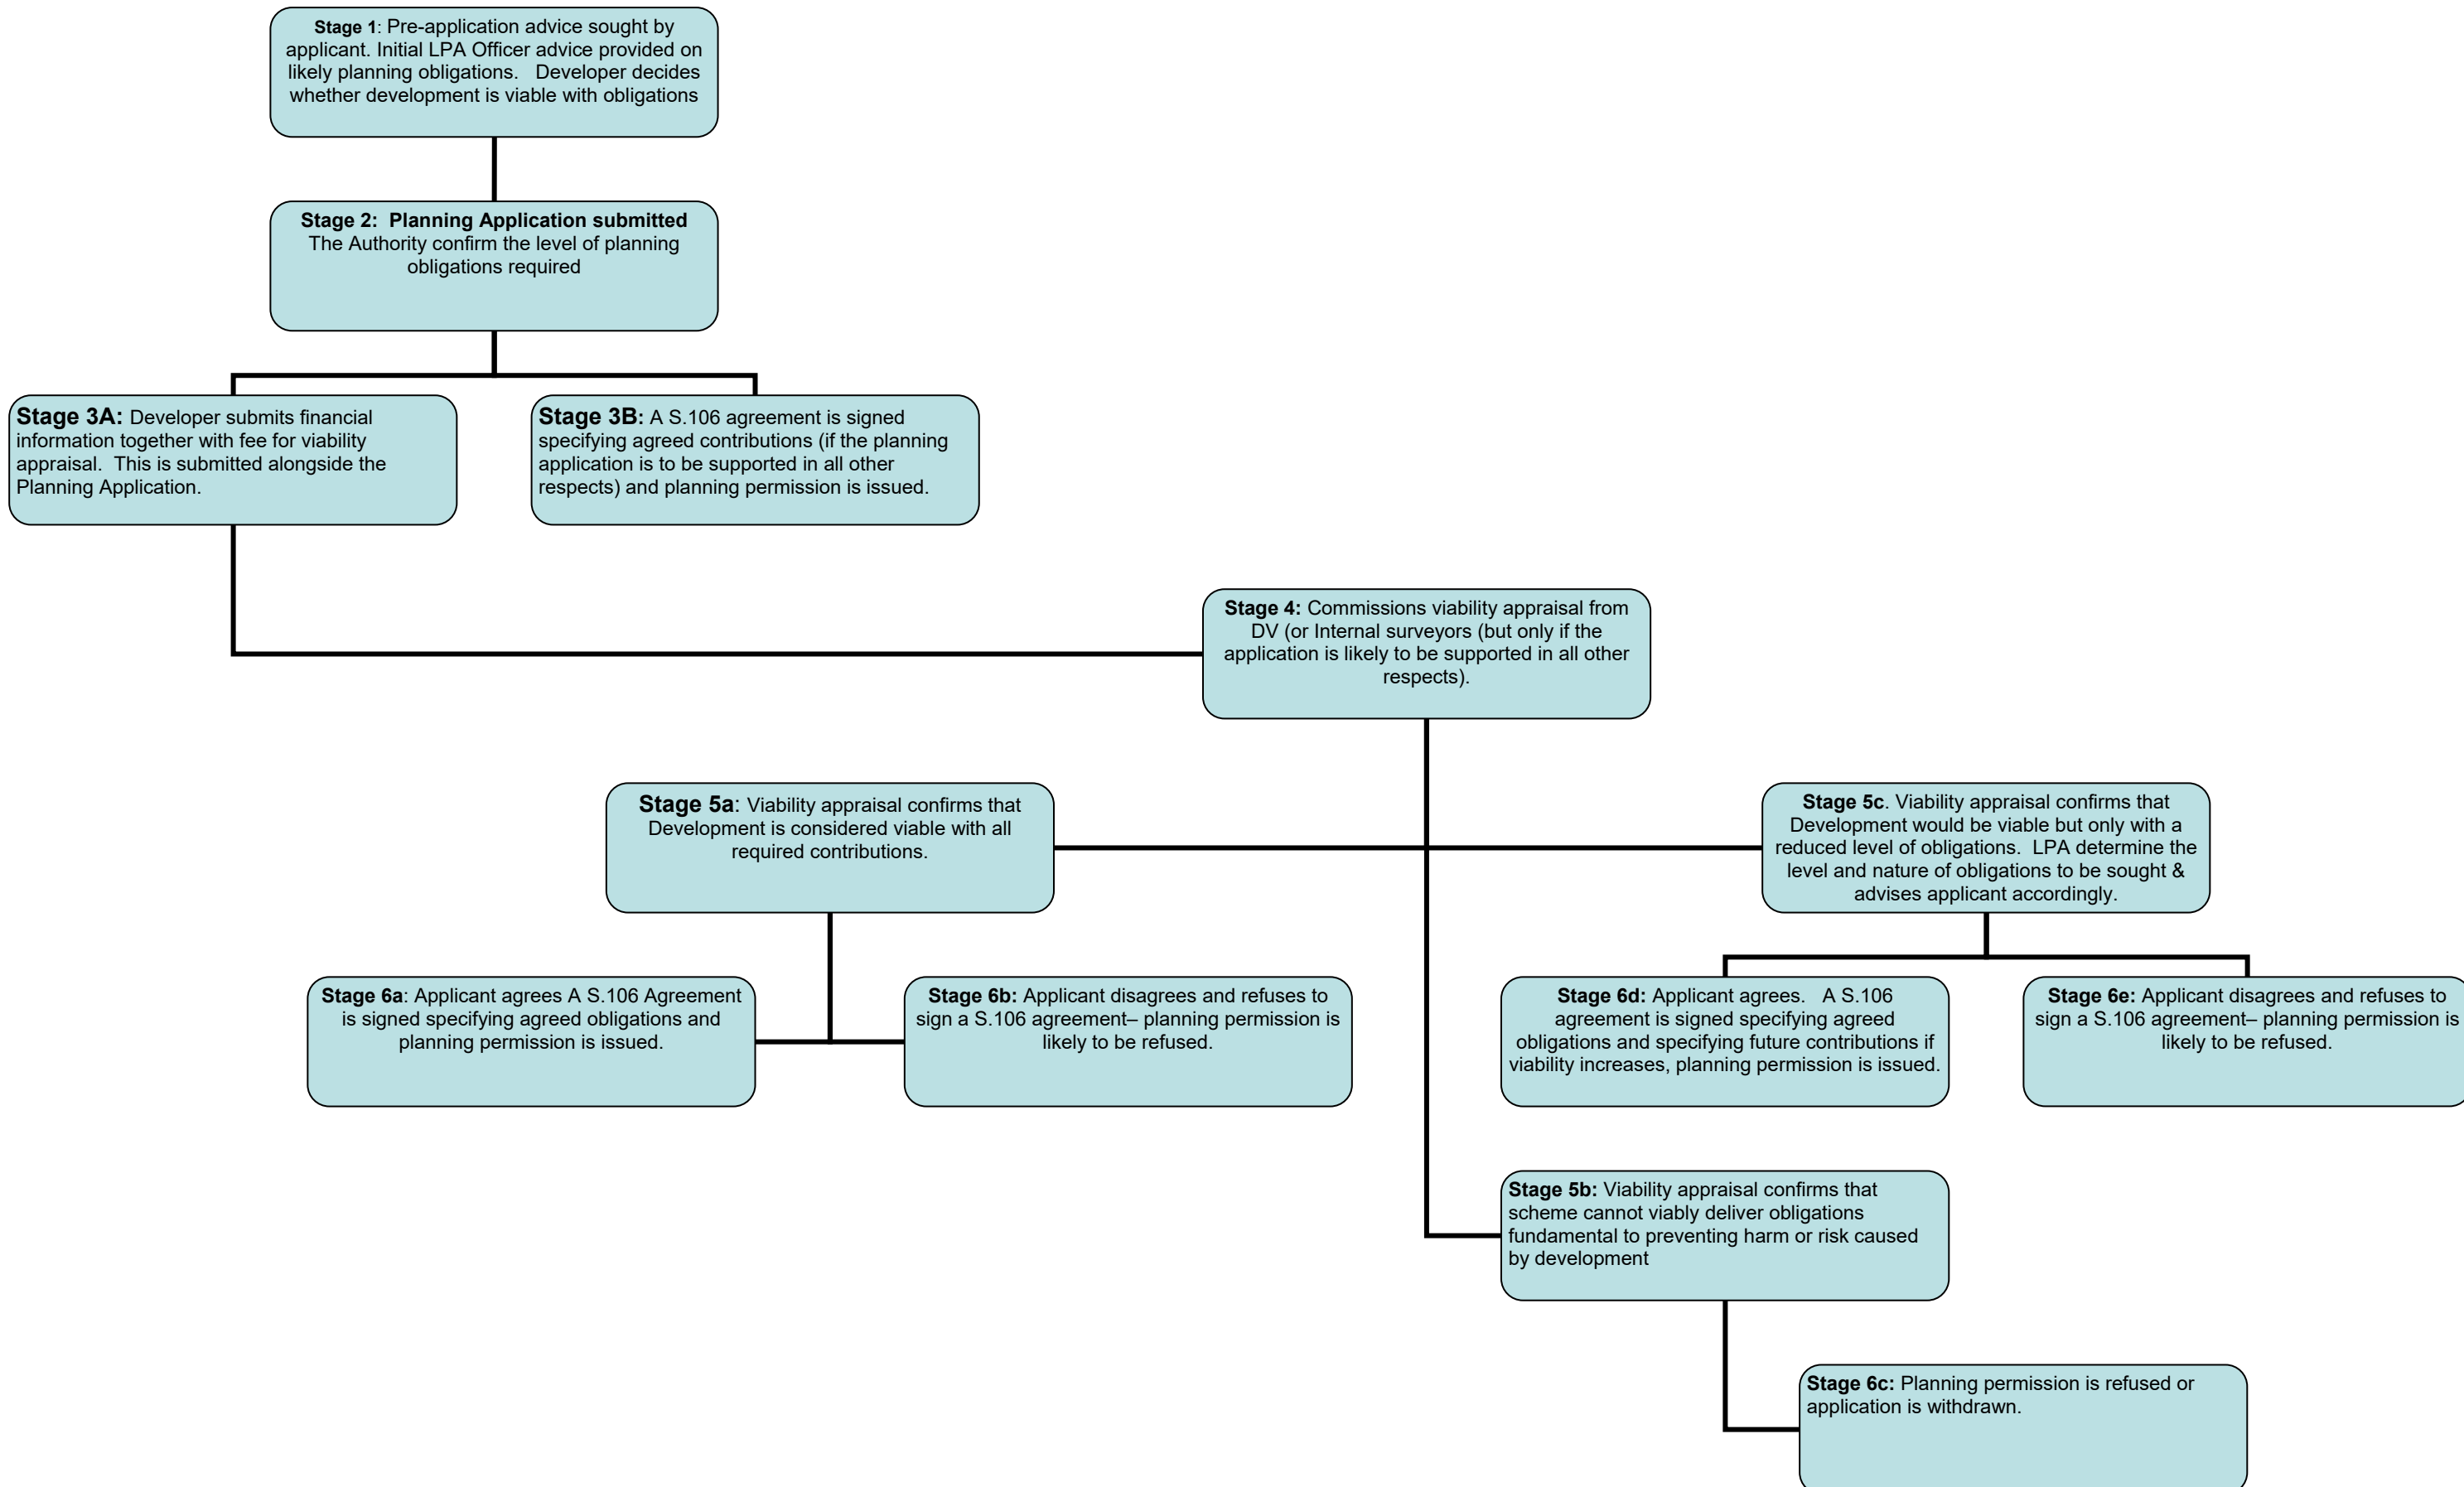 Stage 1: Pre-application advice sought by
applicant. Initial LPA Officer advice provided on
likely planning obligations.   Developer decides
whether development is viable with obligations
Stage 2:  Planning Application submitted
The Authority confirm the level of planning
obligations required
Stage 3A: Developer submits financial
information together with fee for viability
appraisal.  This is submitted alongside the
Planning Application.
Stage 3B: A S.106 agreement is signed
specifying agreed contributions (if the planning
application is to be supported in all other
respects) and planning permission is issued.
Stage 4: Commissions viability appraisal from
DV (or Internal surveyors (but only if the
application is likely to be supported in all other
respects).
Stage 5a: Viability appraisal confirms that
Development is considered viable with all
required contributions.
Stage 5c. Viability appraisal confirms that
Development would be viable but only with a
reduced level of obligations.  LPA determine the
level and nature of obligations to be sought &
advises applicant accordingly.
Stage 6a: Applicant agrees A S.106 Agreement
is signed specifying agreed obligations and
planning permission is issued.
Stage 6b: Applicant disagrees and refuses to
sign a S.106 agreement– planning permission is
likely to be refused.
Stage 6d: Applicant agrees.   A S.106
agreement is signed specifying agreed
obligations and specifying future contributions if
viability increases, planning permission is issued.
Stage 6e: Applicant disagrees and refuses to
sign a S.106 agreement– planning permission is
likely to be refused.
Stage 5b: Viability appraisal confirms that
scheme cannot viably deliver obligations
fundamental to preventing harm or risk caused
by development
Stage 6c: Planning permission is refused or
application is withdrawn.